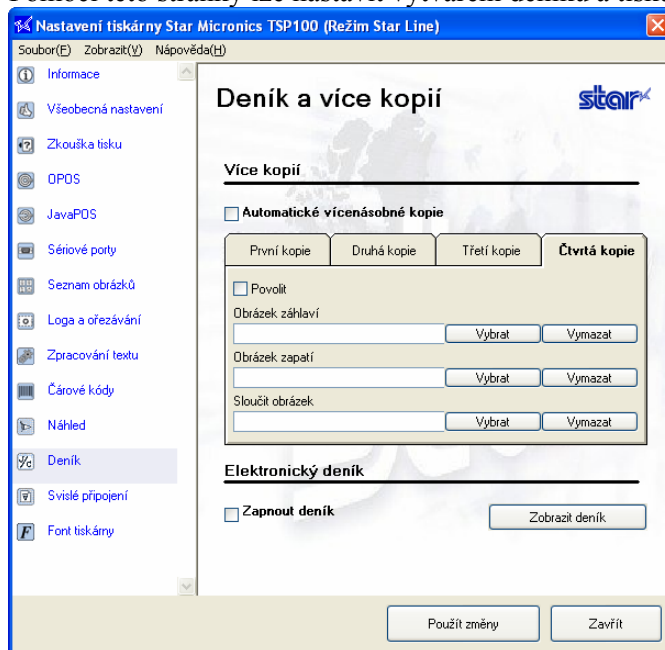 Nastavení tiskárny Star Micronics TSP100 (Režim Star Line)
Soubor(F) Zobrazit(V) Nápověda(H)
Informace
Všeobecná nastavení
Zkouška tisku
OPOS
JavaPOS
Sériové porty
Seznam obrázků
Loga a ořezávání
Zpracování textu
Čárové kódy
Náhled
Deník
Svislé připojení
Font tiskárny
Deník a více kopií
star
Více kopií
Automatické vícenásobné kopie
První kopie Druhá kopie Třetí kopie Čtvrtá kopie
Povolit
Obrázek záhlaví
Vybrat Vymazat
Obrázek zapatí
Vybrat Vymazat
Sloučit obrázek
Vybrat Vymazat
Elektronický deník
Zapnout deník
Zobrazit deník
Použít změny Zavřít